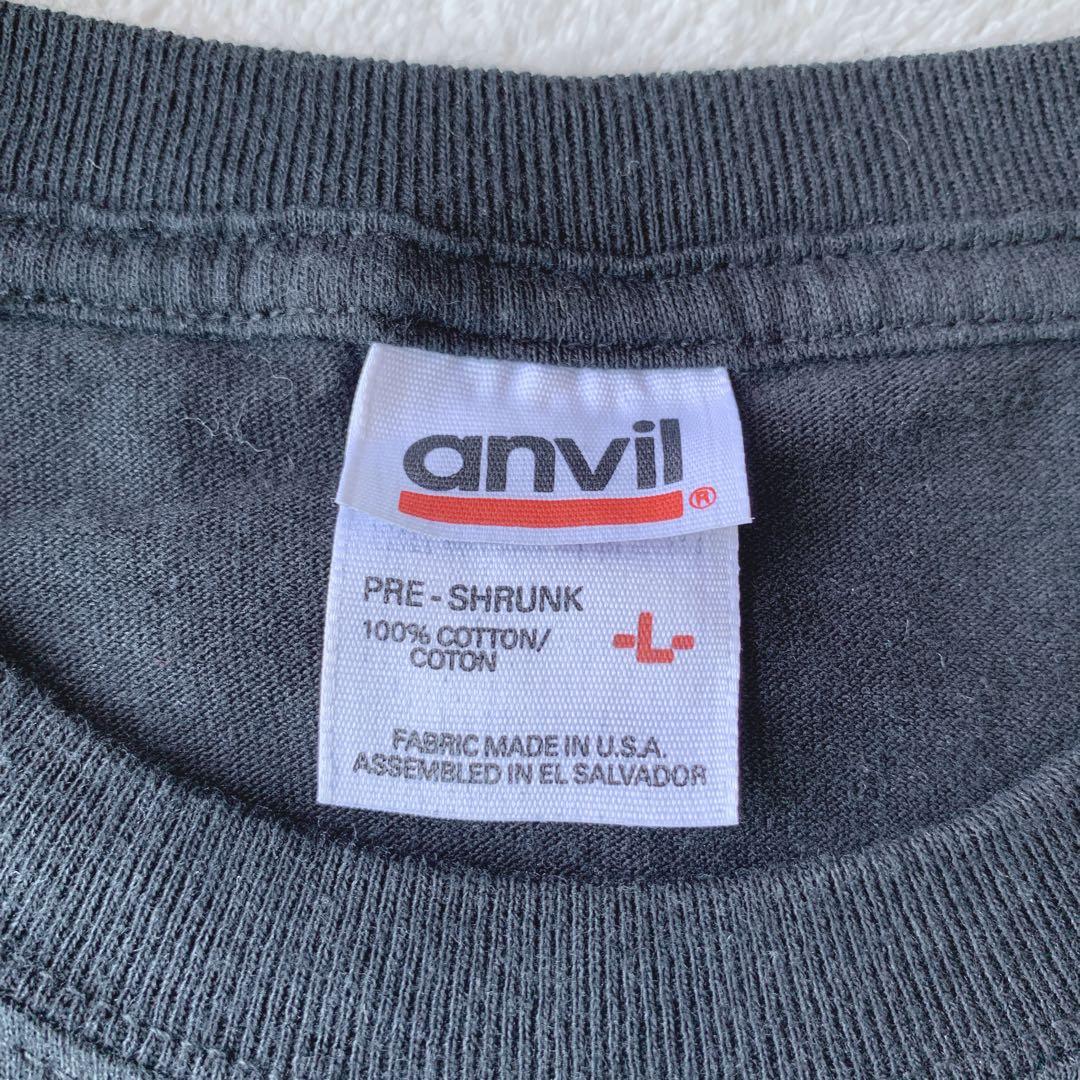 anvil®
PRE - SHRUNK
100% COTTON/
COTON
-L-
FABRIC MADE IN U.S.A.
ASSEMBLED IN EL SALVADOR